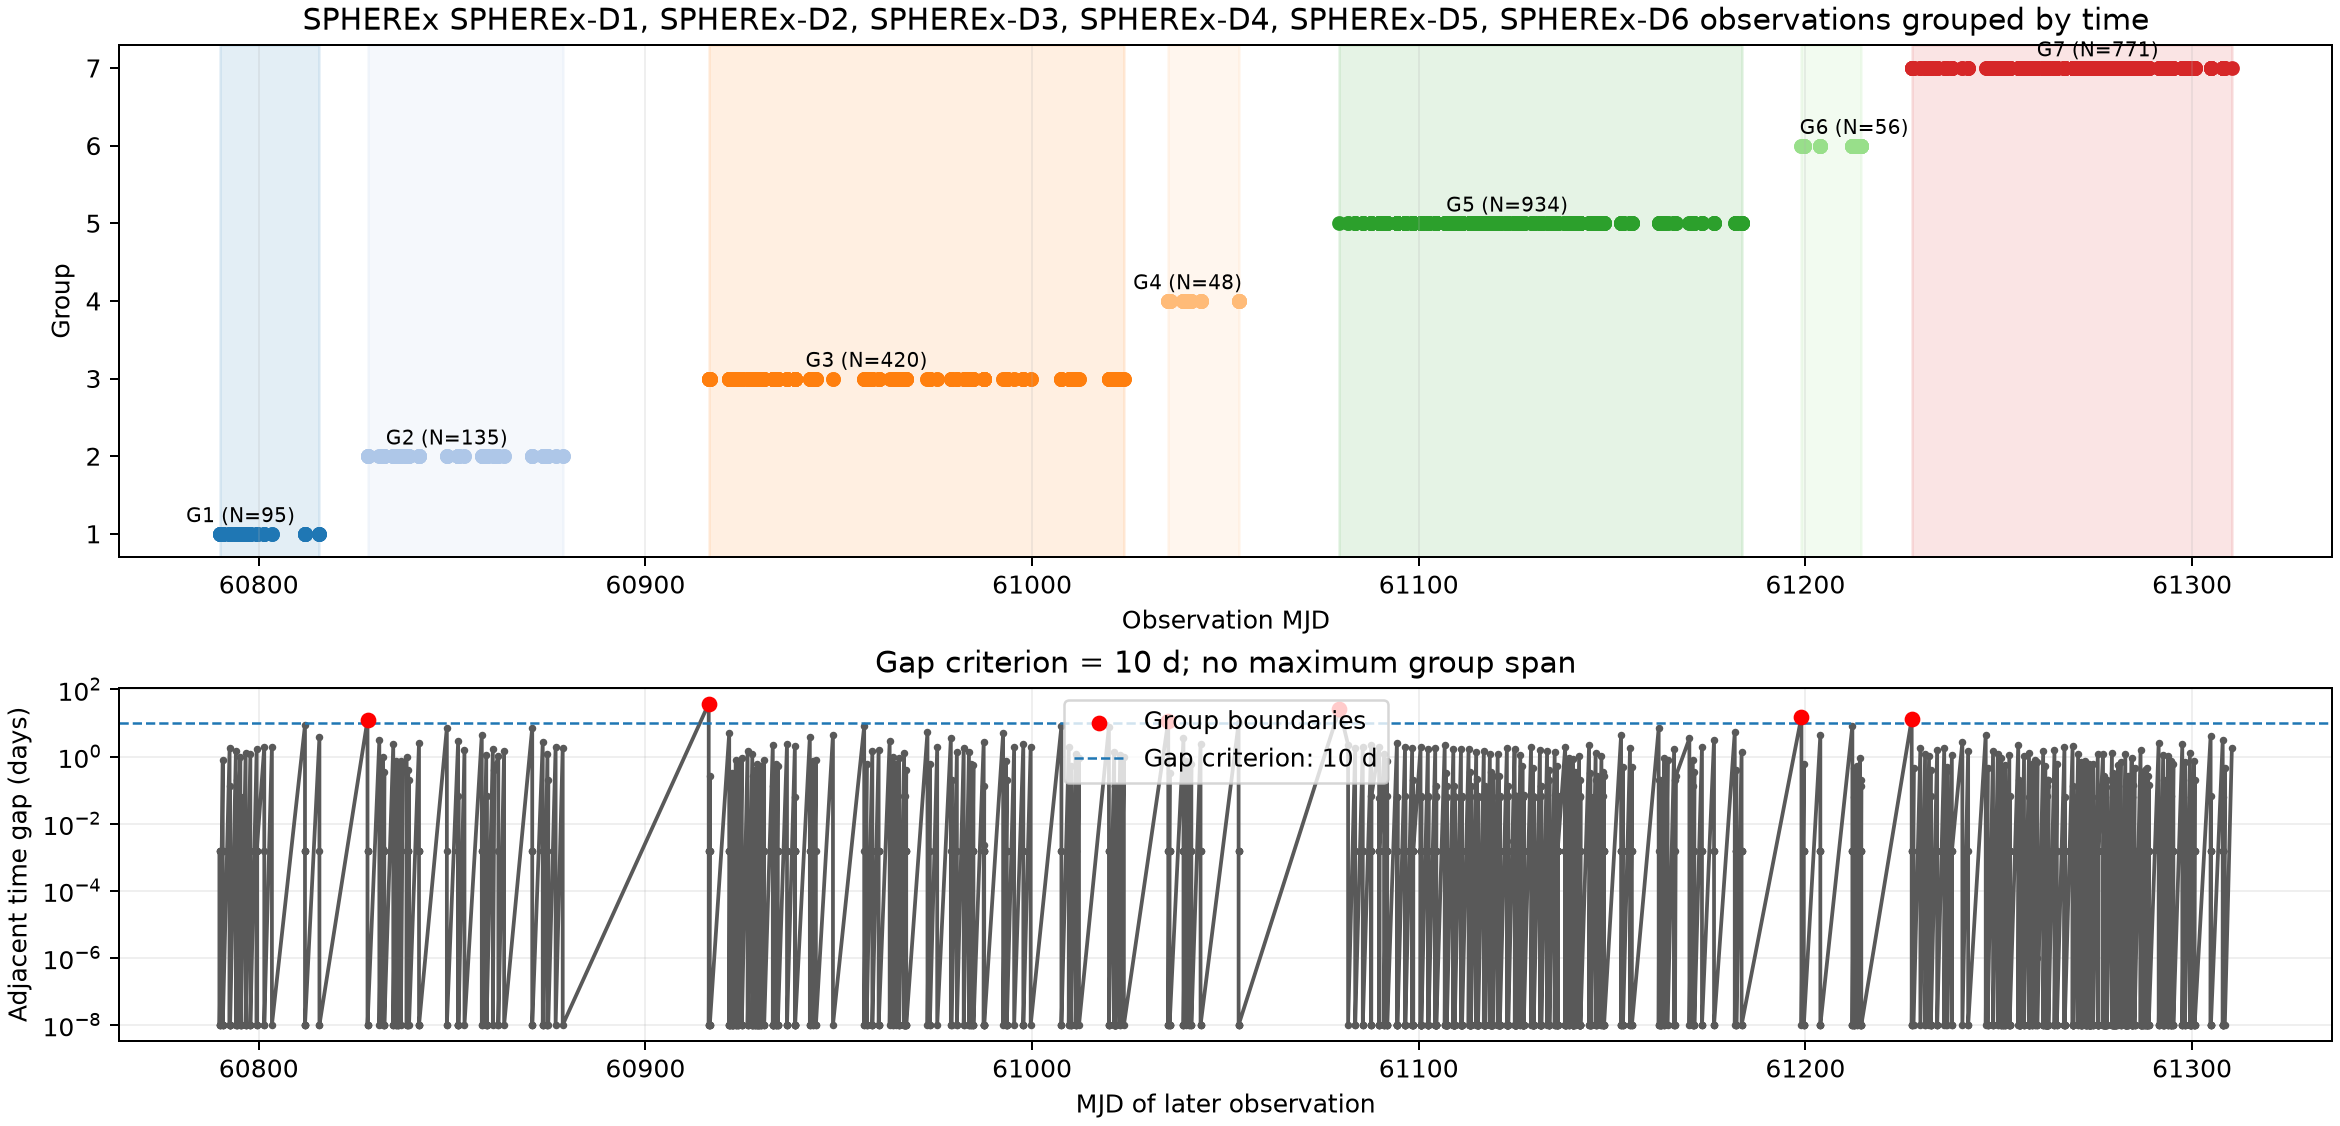 SPHEREx SPHEREx-D1, SPHEREx-D2, SPHEREx-D3, SPHEREx-D4, SPHEREx-D5, SPHEREx-D6 observations grouped by time
Group
7
6
5
4
3
2
1
G7 (N=771)
G6 (N=56)
G5 (N=934)
G4 (N=48)
G3 (N=420)
G2 (N=135)
G1 (N=95)
60800 60900 61000 61100 61200 61300
Observation MJD
Gap criterion = 10 d; no maximum group span
Adjacent time gap (days)
10²
10⁰
10⁻²
10⁻⁴
10⁻⁶
10⁻⁸
Group boundaries
Gap criterion: 10 d
60800 60900 61000 61100 61200 61300
MJD of later observation